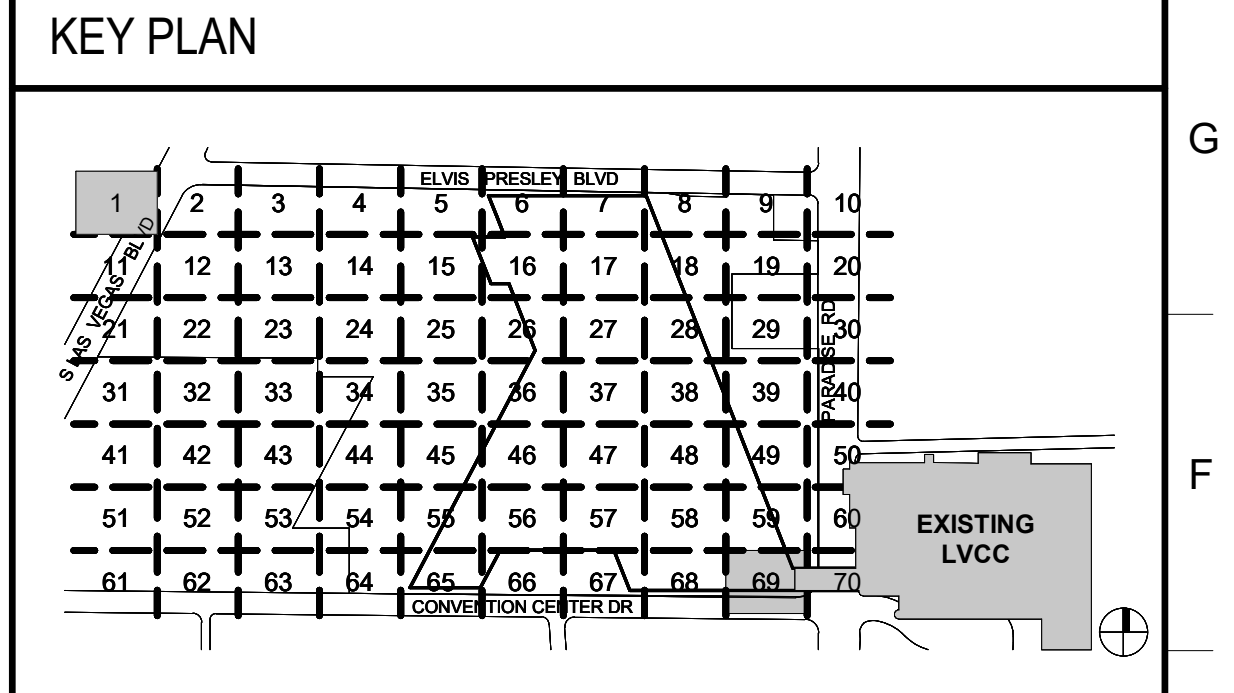 KEY PLAN
G
ELVIS PRESLEY BLVD
1 2 3 4 5 6 7 8 9 10
S LAS VEGAS BLVD
11 12 13 14 15 16 17 18 19 20
21 22 23 24 25 26 27 28 29 30
PARADISE RD
31 32 33 34 35 36 37 38 39 40
41 42 43 44 45 46 47 48 49 50
F
51 52 53 54 55 56 57 58 59 60
EXISTING
LVCC
61 62 63 64 65 66 67 68 69 70
CONVENTION CENTER DR